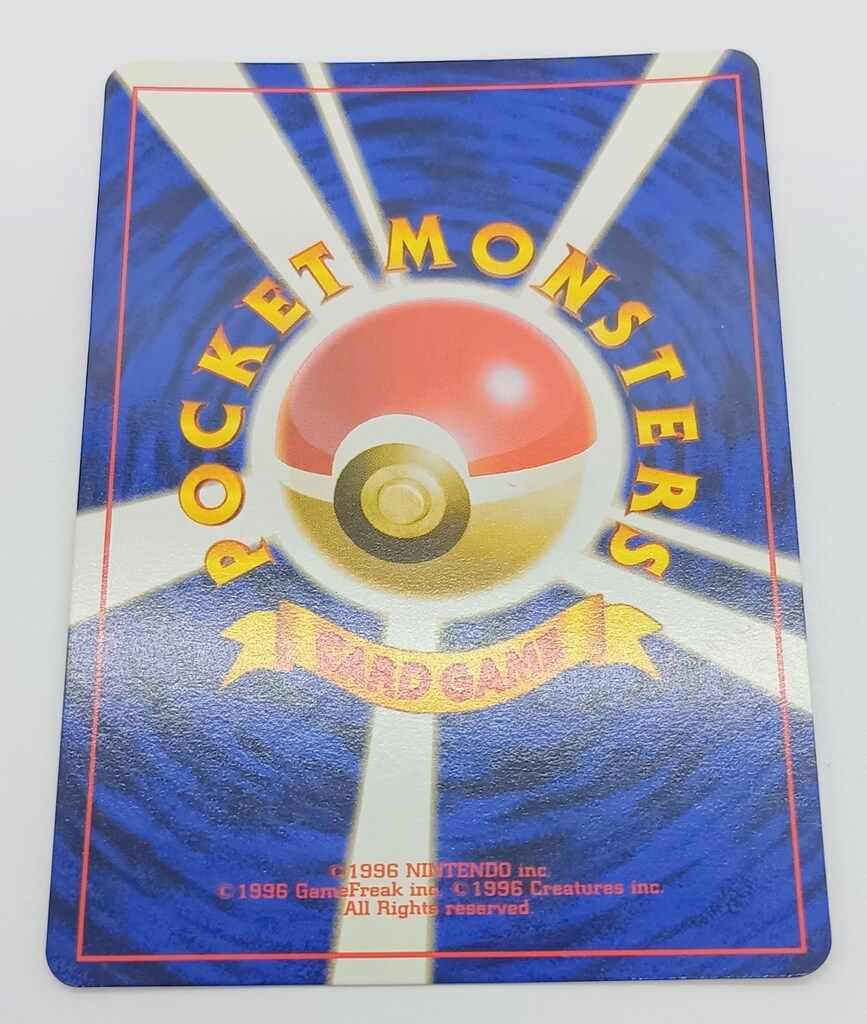 POCKET MONSTERS
CARD GAME
©1996 NINTENDO inc.
©1996 GameFreak inc. ©1996 Creatures inc.
All Rights reserved.